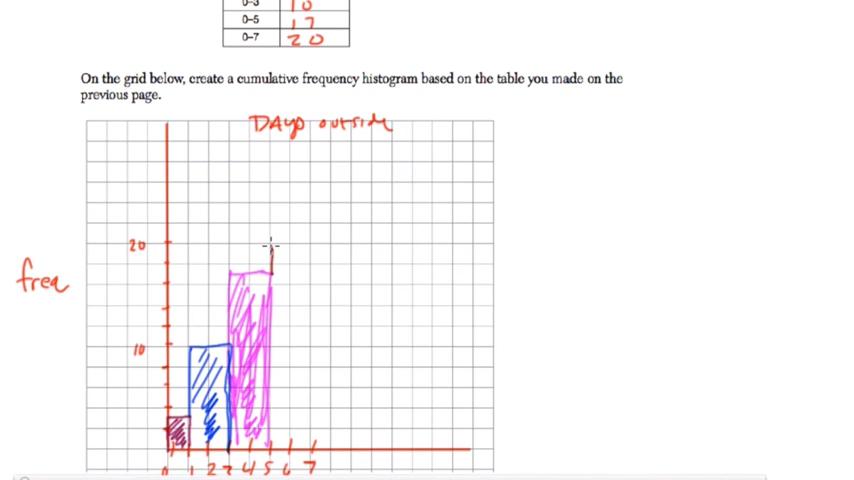 0–3 10
0–5 17
0–7 20
On the grid below, create a cumulative frequency histogram based on the table you made on the
previous page.
DAYS outside
20
freq
10
0 1 2 3 4 5 6 7